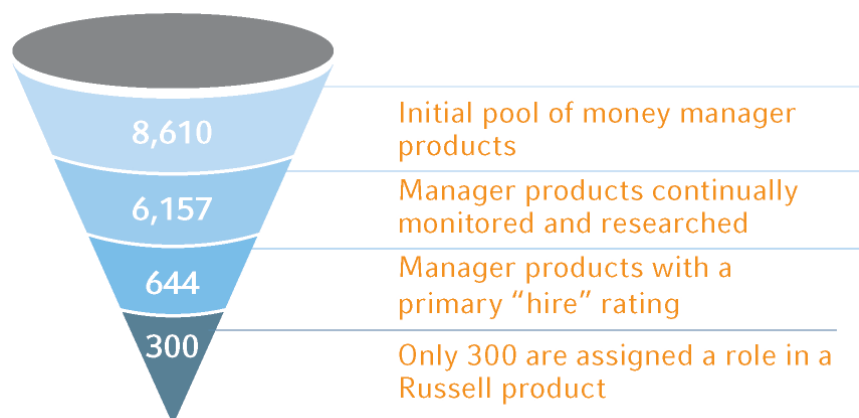 8,610
Initial pool of money manager
products
6,157
Manager products continually
monitored and researched
644
Manager products with a
primary “hire” rating
300
Only 300 are assigned a role in a
Russell product